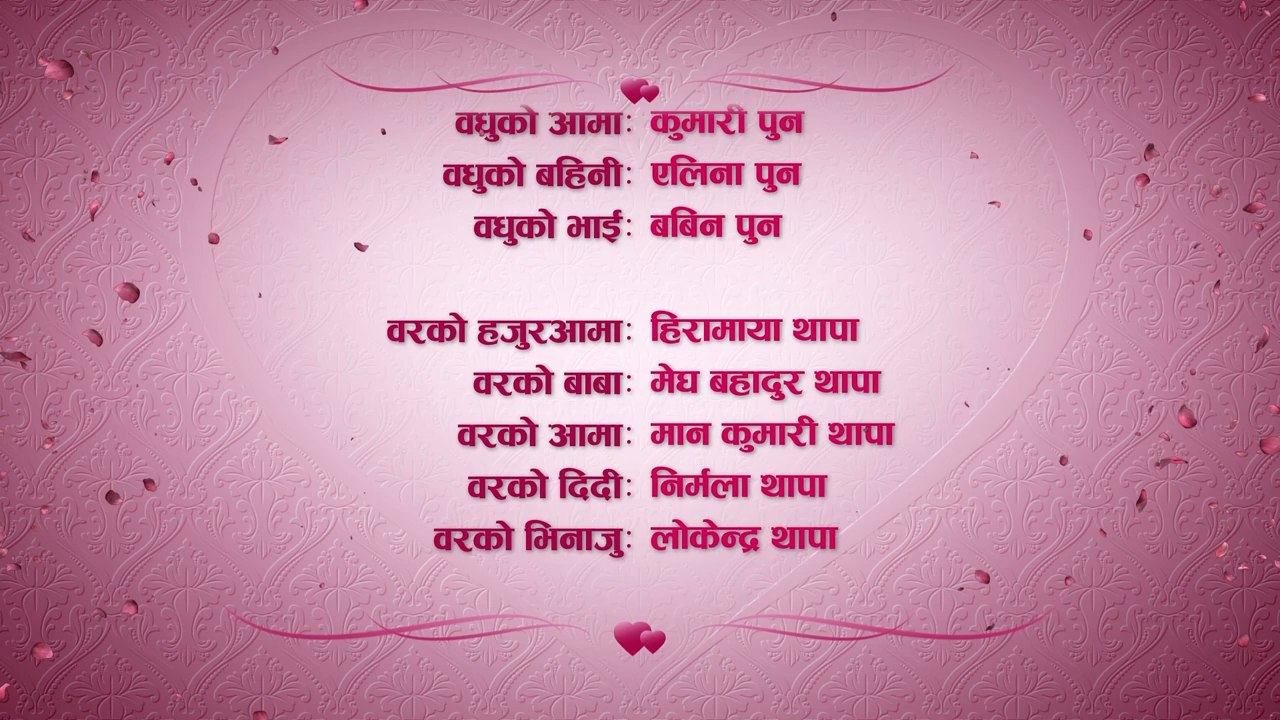 वधुको आमाः कुमारी पुन
वधुको बहिनीः एलिना पुन
वधुको भाईः बबिन पुन
वरको हजुरआमाः हिरामाया थापा
वरको बाबाः मेघ बहादुर थापा
वरको आमाः मान कुमारी थापा
वरको दिदीः निर्मला थापा
वरको भिनाजुः लोकेन्द्र थापा